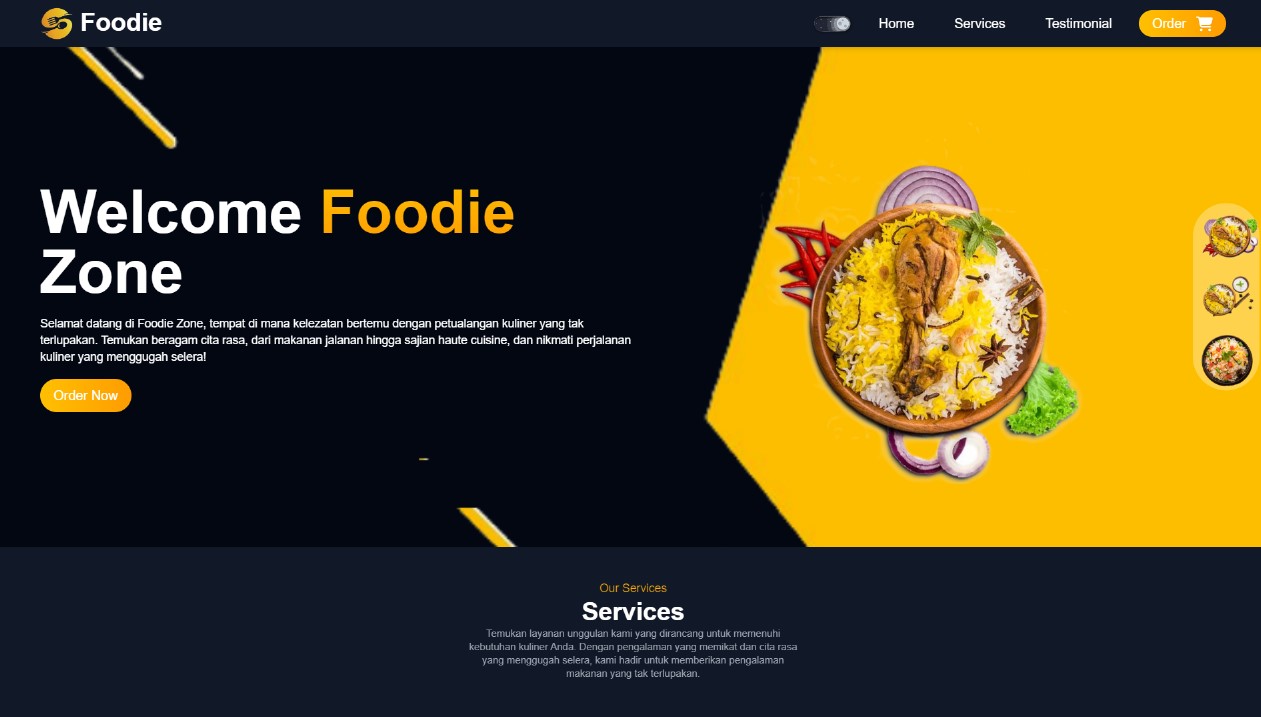 Foodie
Home
Services
Testimonial
Order
Welcome Foodie
Zone
Selamat datang di Foodie Zone, tempat di mana kelezatan bertemu dengan petualangan kuliner yang tak
terlupakan. Temukan beragam cita rasa, dari makanan jalanan hingga sajian haute cuisine, dan nikmati perjalanan
kuliner yang menggugah selera!
Order Now
Our Services
Services
Temukan layanan unggulan kami yang dirancang untuk memenuhi
kebutuhan kuliner Anda. Dengan pengalaman yang memikat dan cita rasa
yang menggugah selera, kami hadir untuk memberikan pengalaman
makanan yang tak terlupakan.